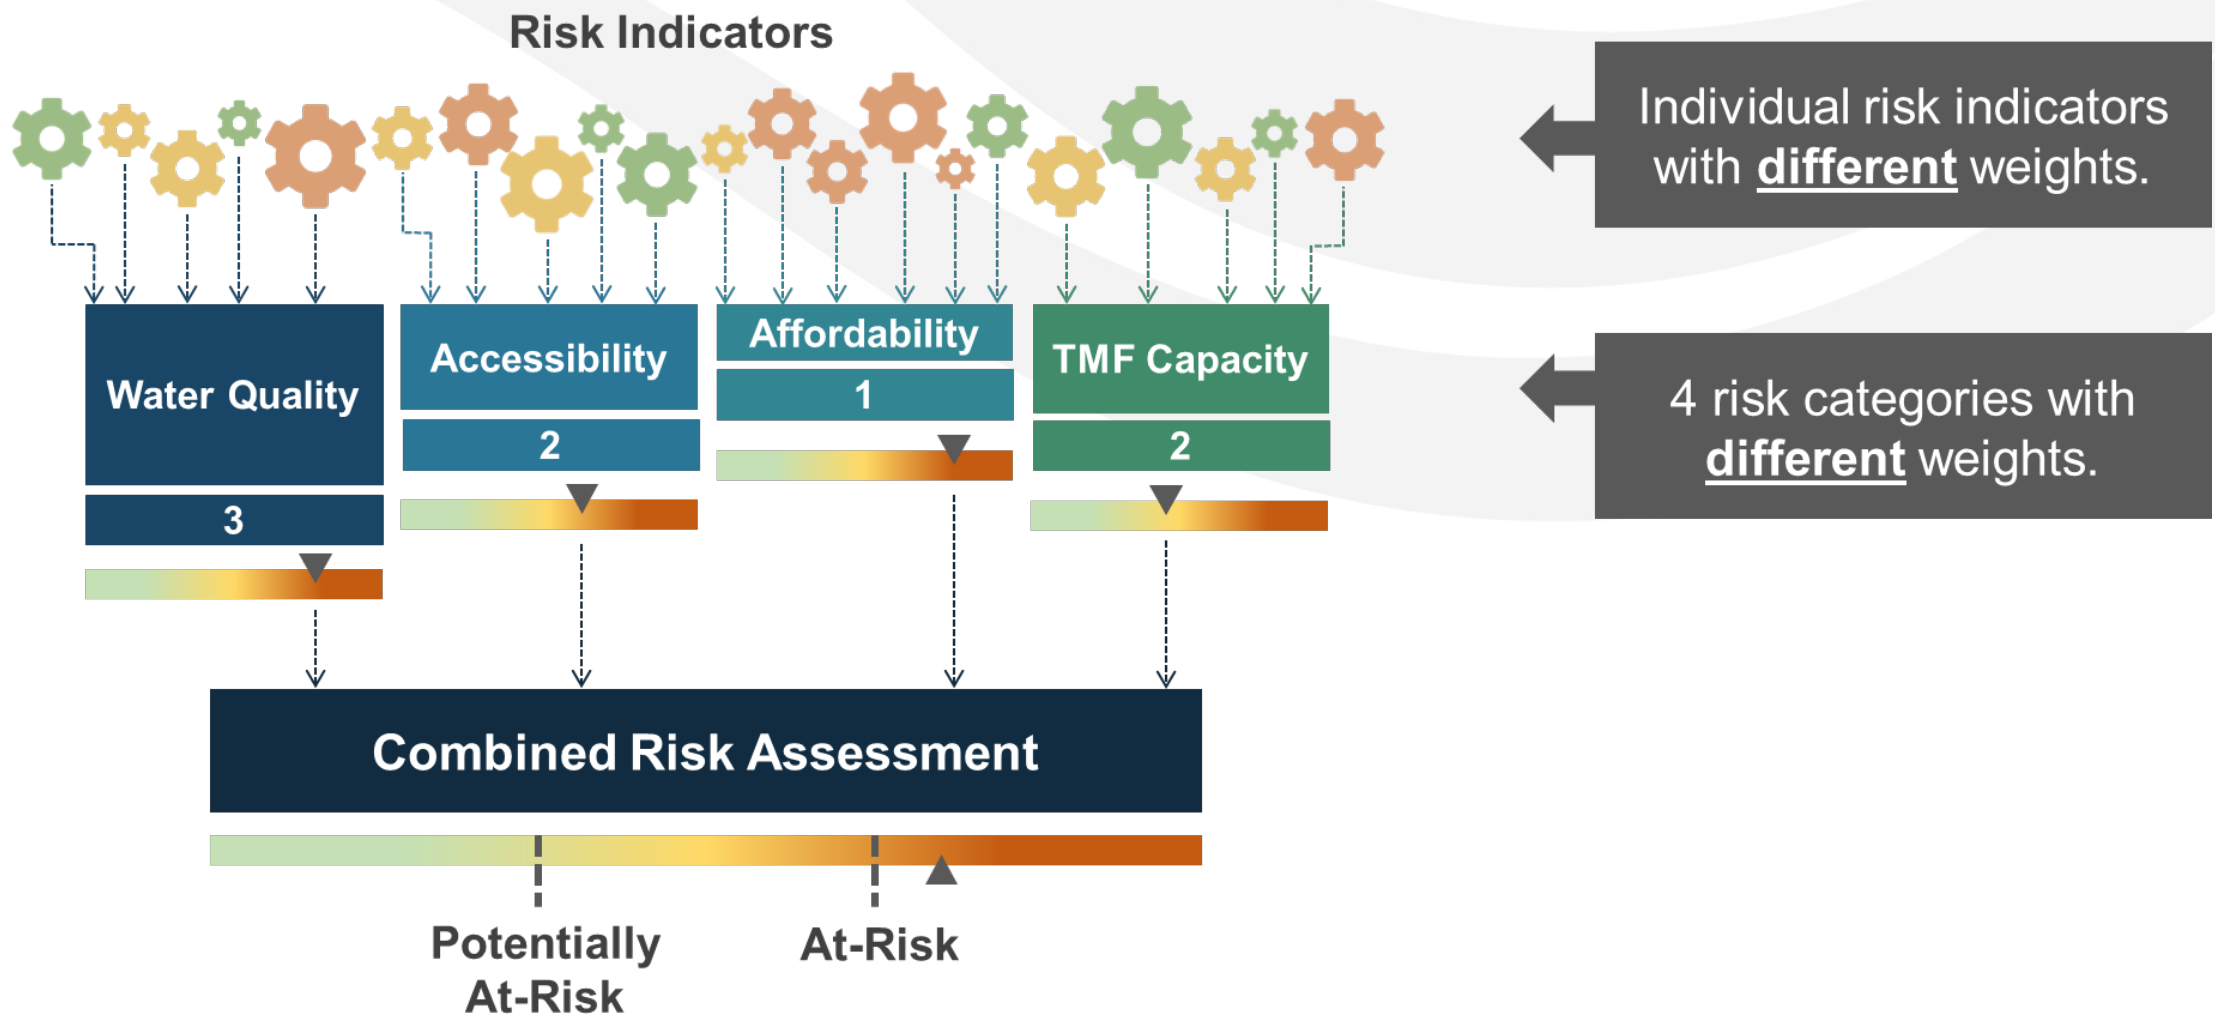 Risk Indicators
Individual risk indicators
with different weights.
Water Quality
3
Accessibility
2
Affordability
1
TMF Capacity
2
4 risk categories with
different weights.
Combined Risk Assessment
Potentially
At-Risk
At-Risk